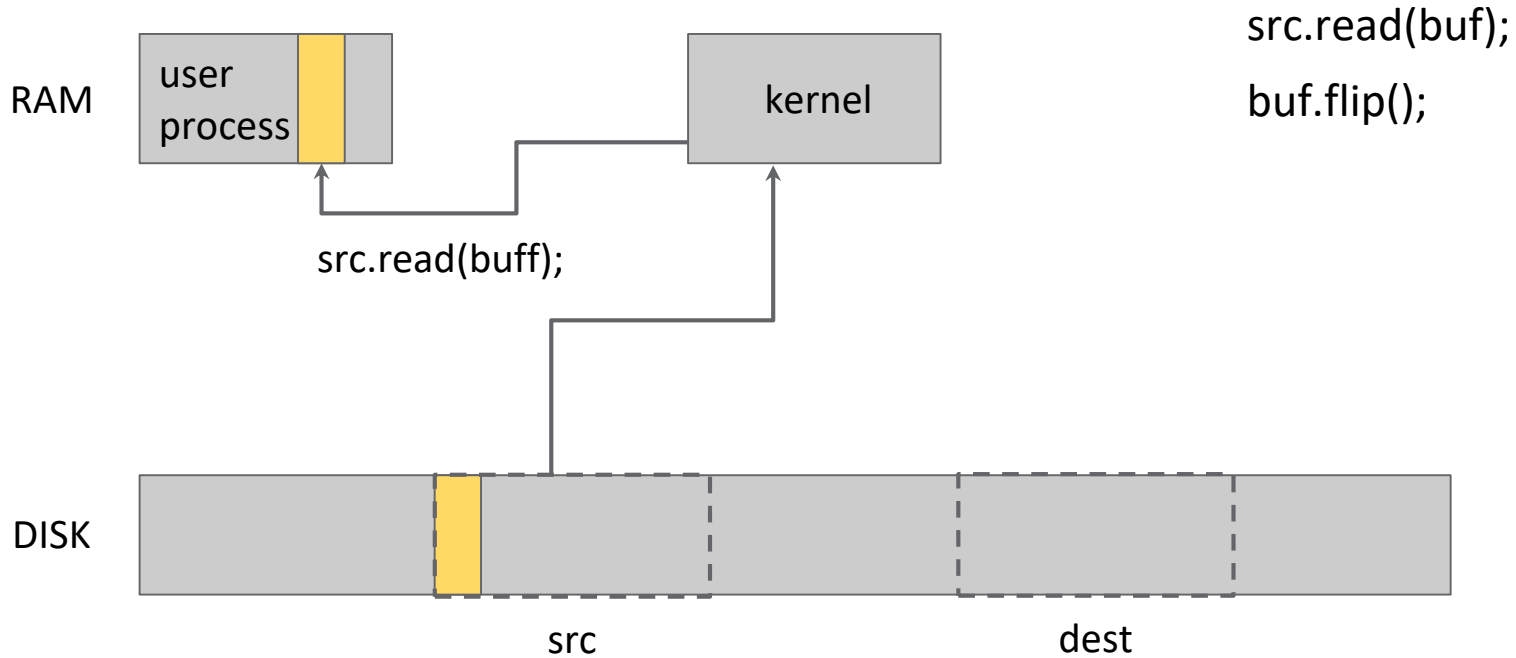 src.read(buf);
buf.flip();
RAM
user
process
kernel
src.read(buff);
DISK
src
dest